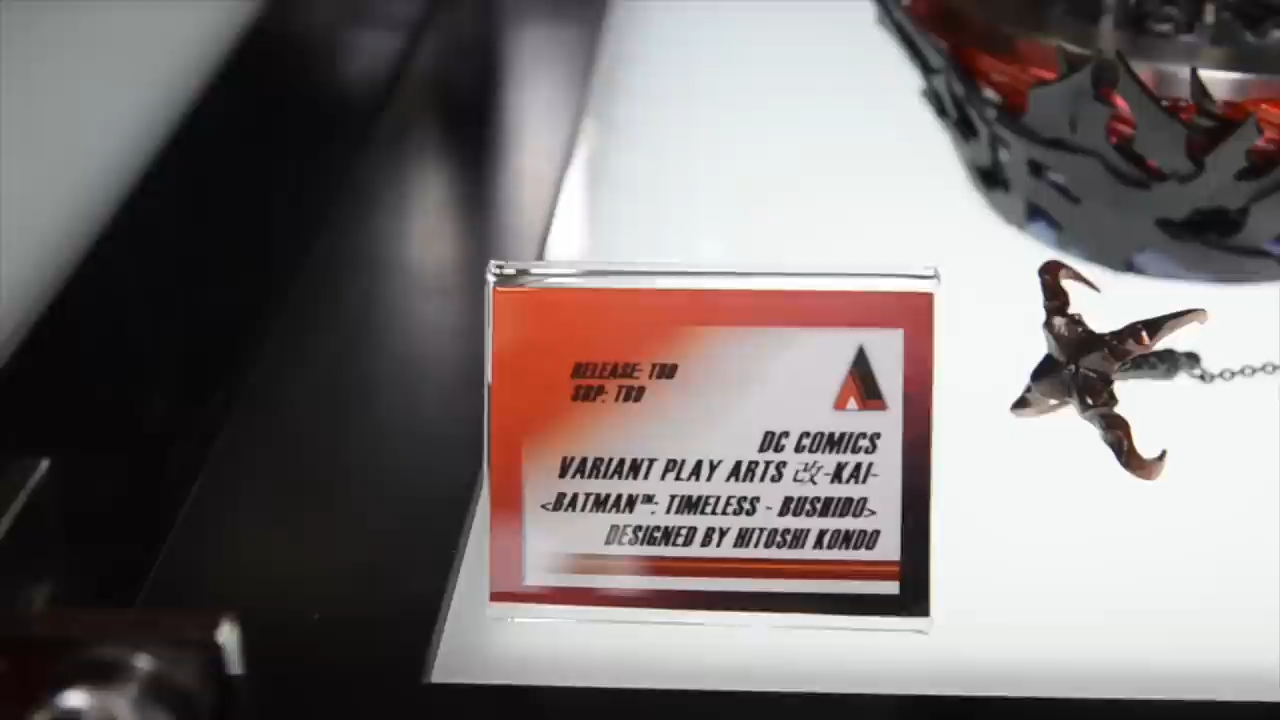 RELEASE: TBD
SRP: TBD
DC COMICS
VARIANT PLAY ARTS 改-KAI-
<BATMAN™: TIMELESS - BUSHIDO>
DESIGNED BY HITOSHI KONDO